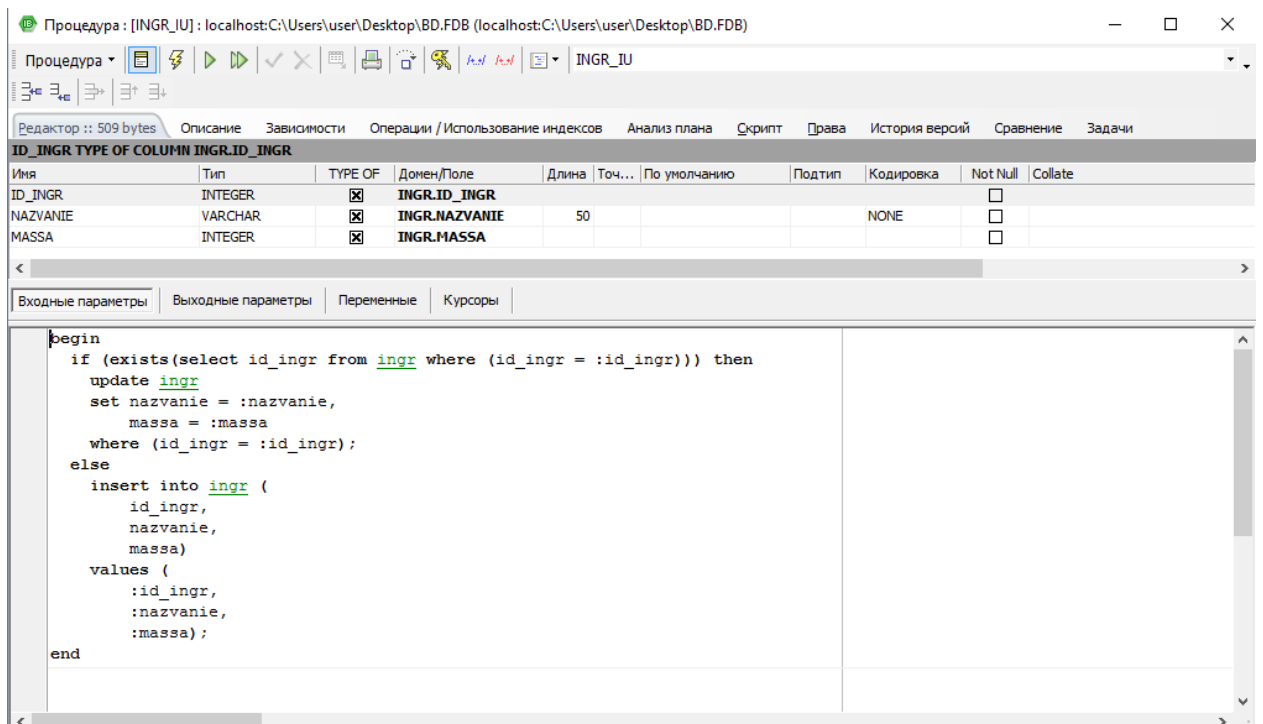 Процедура : [INGR_IU] : localhost:C:\Users\user\Desktop\BD.FDB (localhost:C:\Users\user\Desktop\BD.FDB)
Процедура INGR_IU
Редактор :: 509 bytes Описание Зависимости Операции / Использование индексов Анализ плана Скрипт Права История версий Сравнение Задачи
ID_INGR TYPE OF COLUMN INGR.ID_INGR
Имя Тип TYPE OF Домен/Поле Длина Точ... По умолчанию Подтип Кодировка Not Null Collate
ID_INGR INTEGER INGR.ID_INGR
NAZVANIE VARCHAR INGR.NAZVANIE 50 NONE
MASSA INTEGER INGR.MASSA
Входные параметры Выходные параметры Переменные Курсоры
begin
if (exists(select id_ingr from ingr where (id_ingr = :id_ingr))) then
update ingr
set nazvanie = :nazvanie,
massa = :massa
where (id_ingr = :id_ingr);
else
insert into ingr (
id_ingr,
nazvanie,
massa)
values (
:id_ingr,
:nazvanie,
:massa);
end